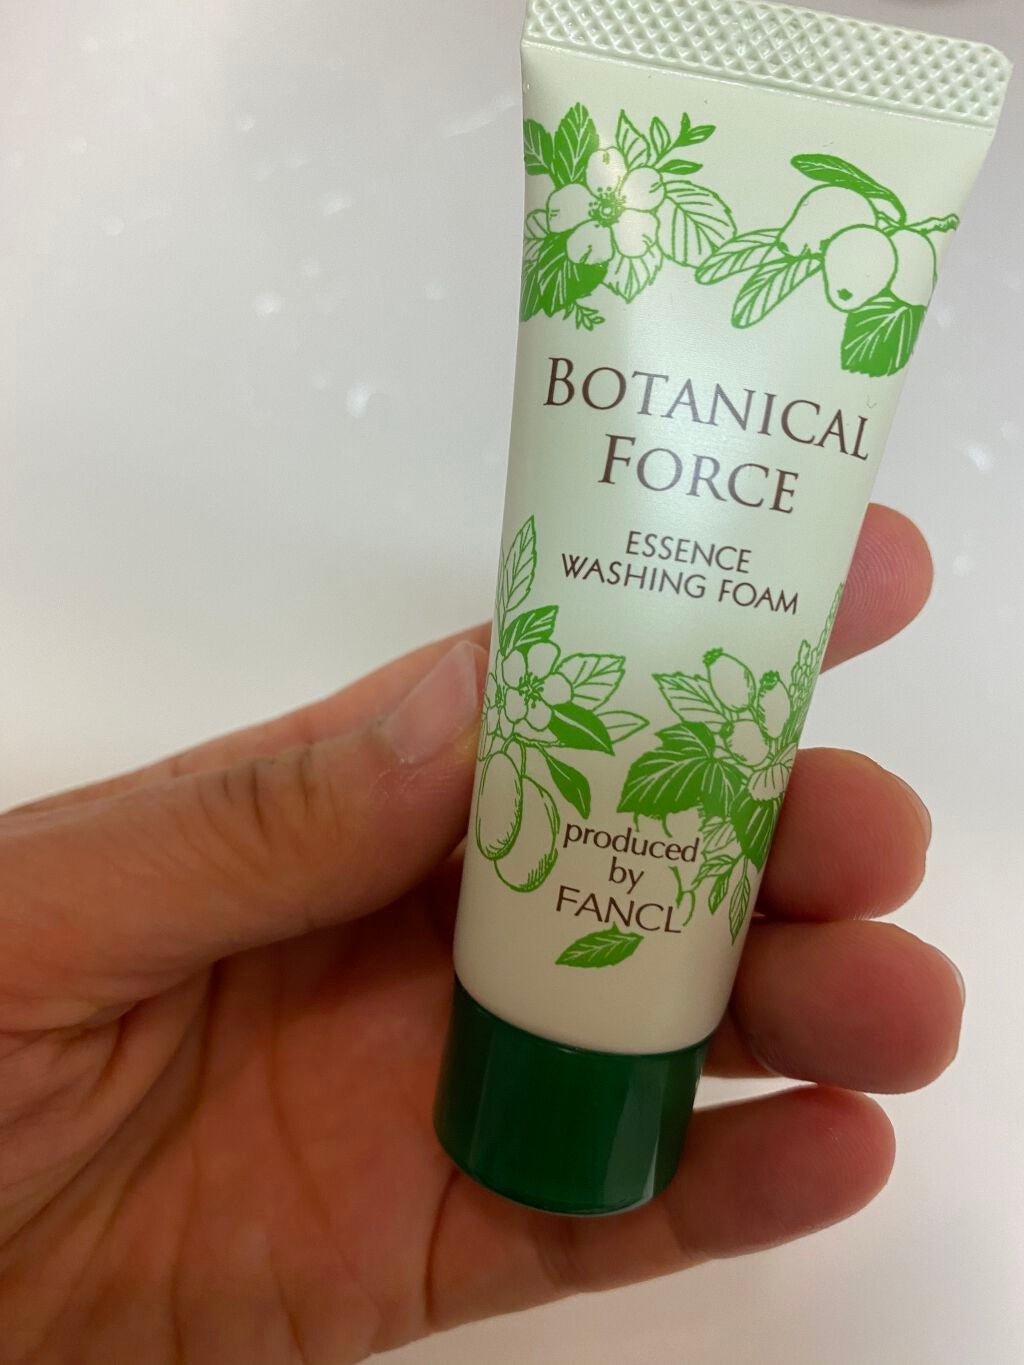 BOTANICAL
FORCE
ESSENCE
WASHING FOAM
produced
by
FANCL